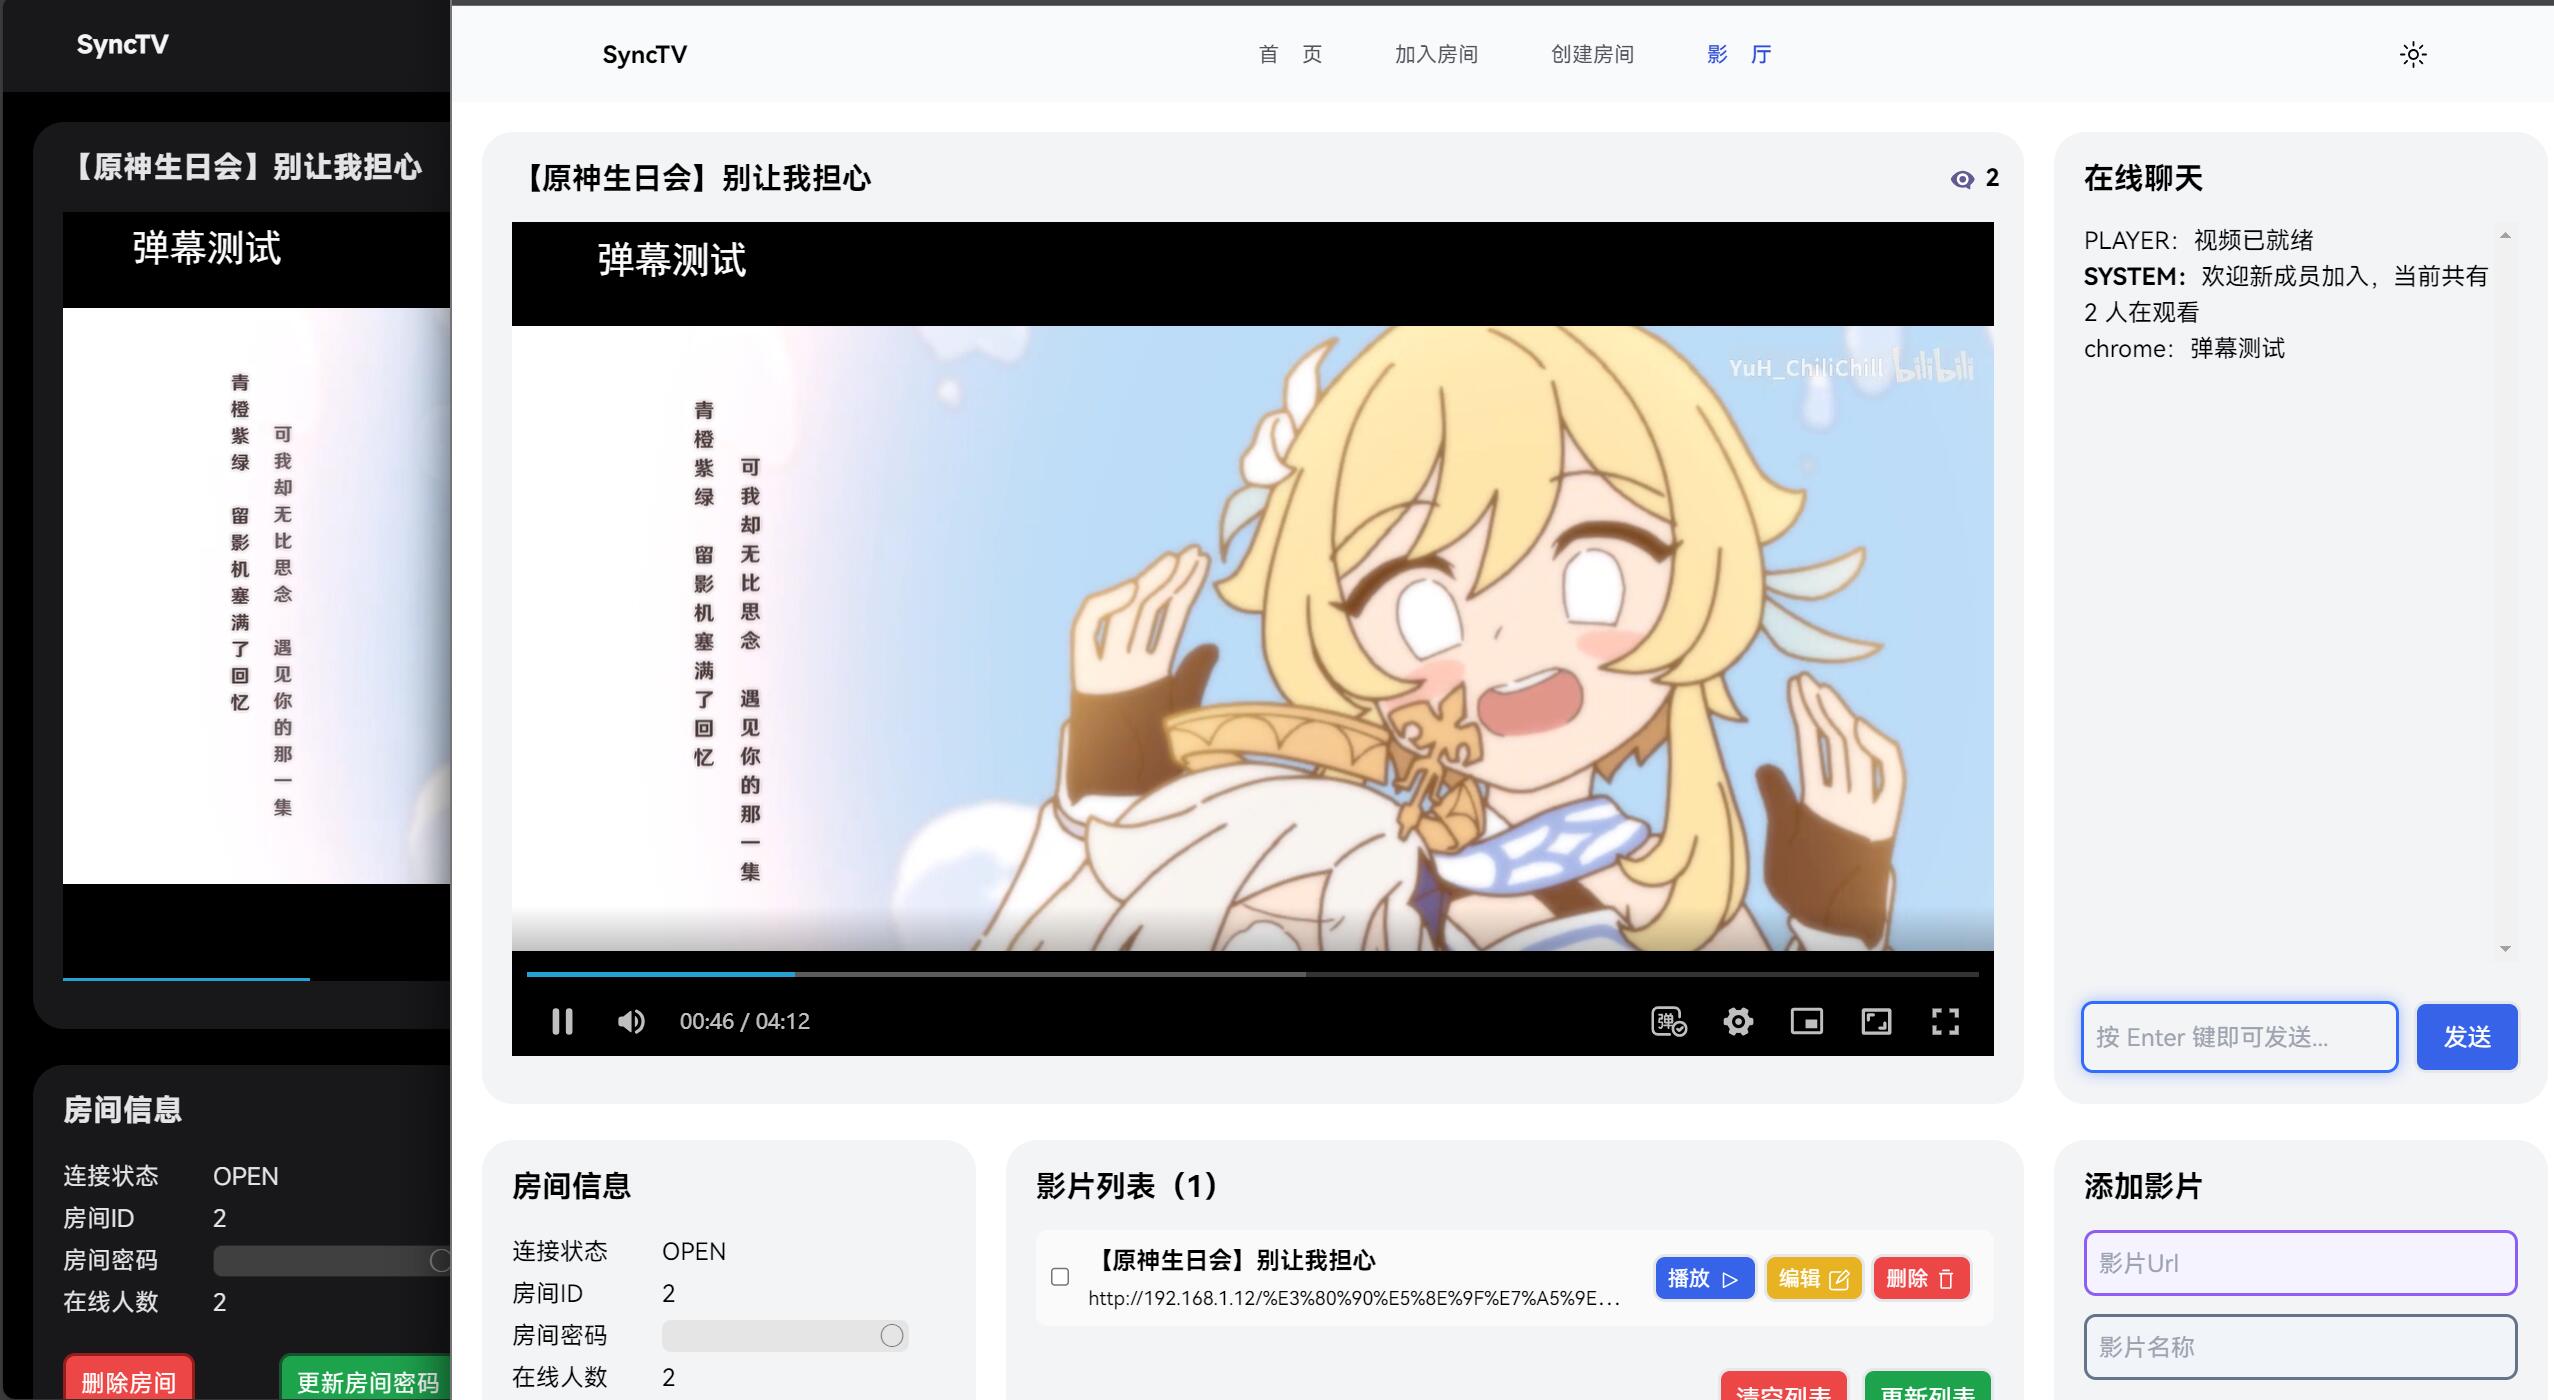 SyncTV
【原神生日会】别让我担心
弹幕测试
青橙紫绿 留影机塞满了回忆
可我却无比思念 遇见你的那一集
房间信息
连接状态 OPEN
房间ID 2
房间密码
在线人数 2
删除房间 更新房间密码
SyncTV 首 页 加入房间 创建房间 影 厅
【原神生日会】别让我担心 2
弹幕测试
YuH_ChiliChill bilibili
青橙紫绿 留影机塞满了回忆
可我却无比思念 遇见你的那一集
00:46 / 04:12
弹
在线聊天
PLAYER：视频已就绪
SYSTEM：欢迎新成员加入，当前共有
2 人在观看
chrome：弹幕测试
按 Enter 键即可发送... 发送
房间信息
连接状态 OPEN
房间ID 2
房间密码
在线人数 2
影片列表（1）
【原神生日会】别让我担心
http://192.168.1.12/%E3%80%90%E5%8E%9F%E7%A5%9E...
播放 编辑 删除
清空列表 更新列表
添加影片
影片Url
影片名称